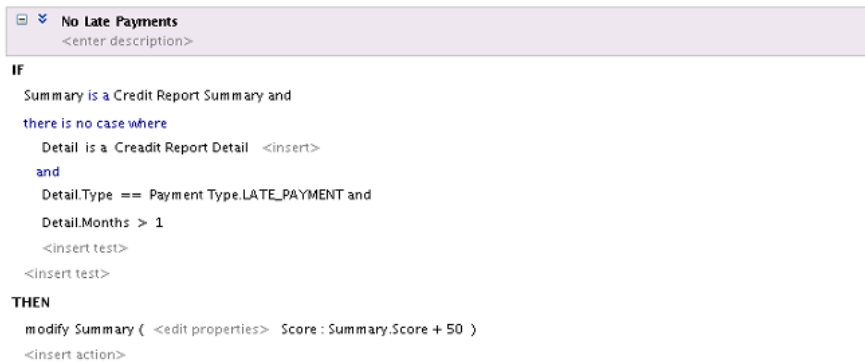 No Late Payments
<enter description>
IF
Summary is a Credit Report Summary and
there is no case where
Detail is a Creadit Report Detail <insert>
and
Detail.Type == Payment Type.LATE_PAYMENT and
Detail.Months > 1
<insert test>
<insert test>
THEN
modify Summary ( <edit properties> Score : Summary.Score + 50 )
<insert action>